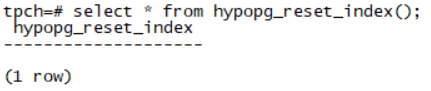 tpch=# select * from hypopg_reset_index();
hypopg_reset_index
--------------------
(1 row)